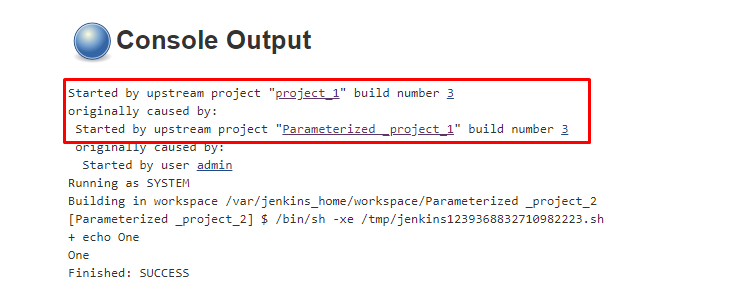 Console Output
Started by upstream project "project_1" build number 3
originally caused by:
Started by upstream project "Parameterized _project_1" build number 3
originally caused by:
Started by user admin
Running as SYSTEM
Building in workspace /var/jenkins_home/workspace/Parameterized _project_2
[Parameterized _project_2] $ /bin/sh -xe /tmp/jenkins1239368832710982223.sh
+ echo One
One
Finished: SUCCESS